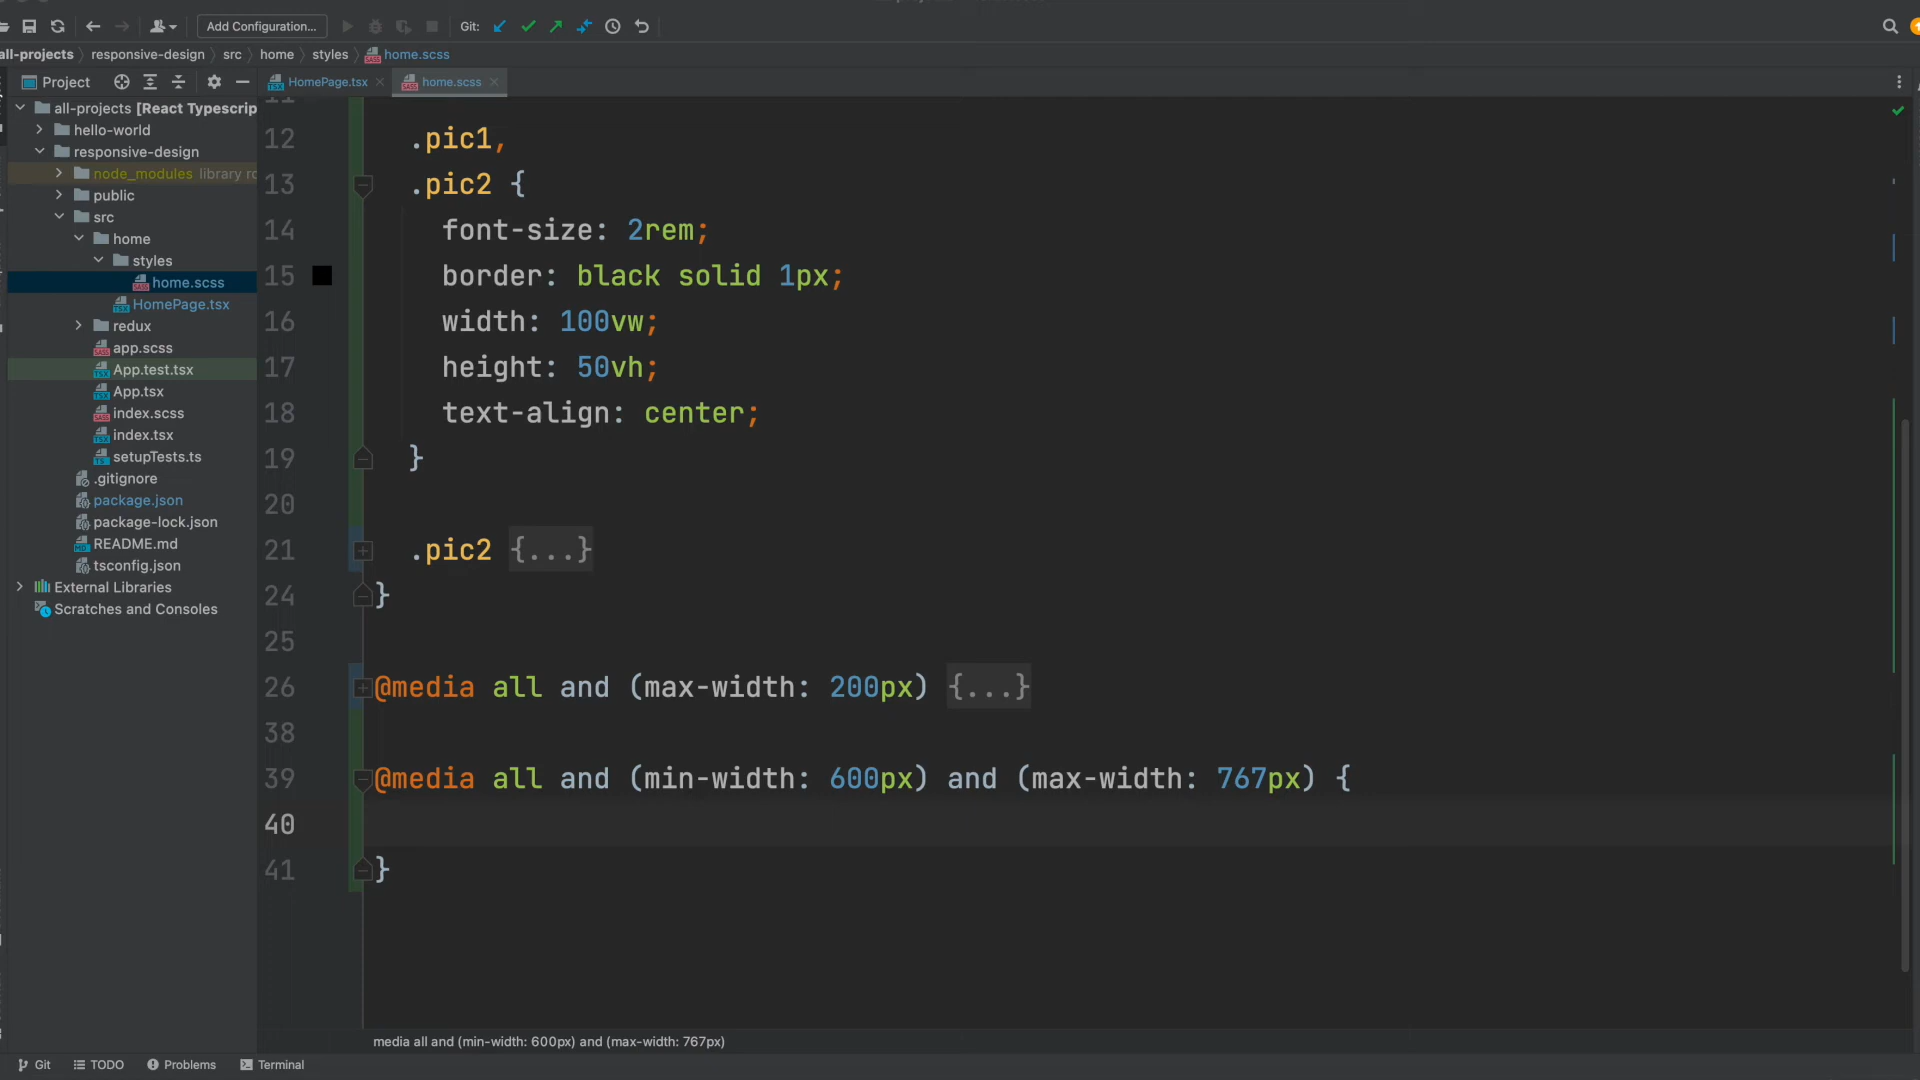 Add Configuration...
Git:
all-projects
responsive-design
src
home
styles
home.scss
Project
HomePage.tsx
home.scss
all-projects [React Typescrip
hello-world
responsive-design
node_modules library ro
public
src
home
styles
home.scss
HomePage.tsx
redux
app.scss
App.test.tsx
App.tsx
index.scss
index.tsx
setupTests.ts
.gitignore
package.json
package-lock.json
README.md
tsconfig.json
External Libraries
Scratches and Consoles
11
12 .pic1,
13 .pic2 {
14 font-size: 2rem;
15 border: black solid 1px;
16 width: 100vw;
17 height: 50vh;
18 text-align: center;
19 }
20
21 .pic2 {...}
24 }
25
26 @media all and (max-width: 200px) {...}
38
39 @media all and (min-width: 600px) and (max-width: 767px) {
40
41 }
media all and (min-width: 600px) and (max-width: 767px)
Git
TODO
Problems
Terminal